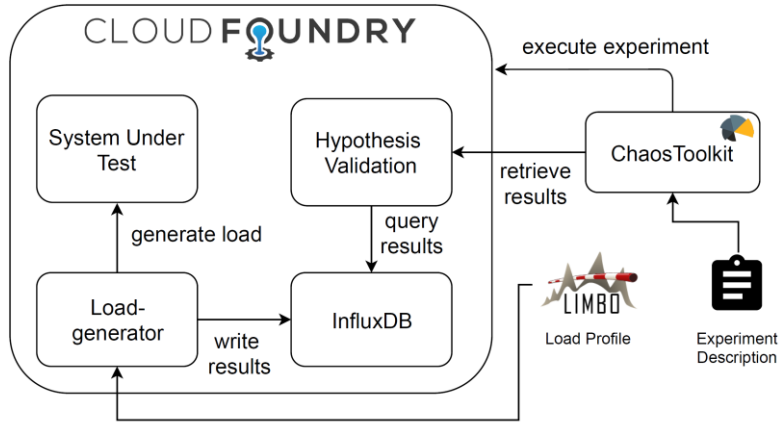 CLOUD FOUNDRY
execute experiment
System Under
Test
Hypothesis
Validation
ChaosToolkit
retrieve
results
generate load
query
results
Load-
generator
write
results
InfluxDB
LIMBO
Load Profile
Experiment
Description